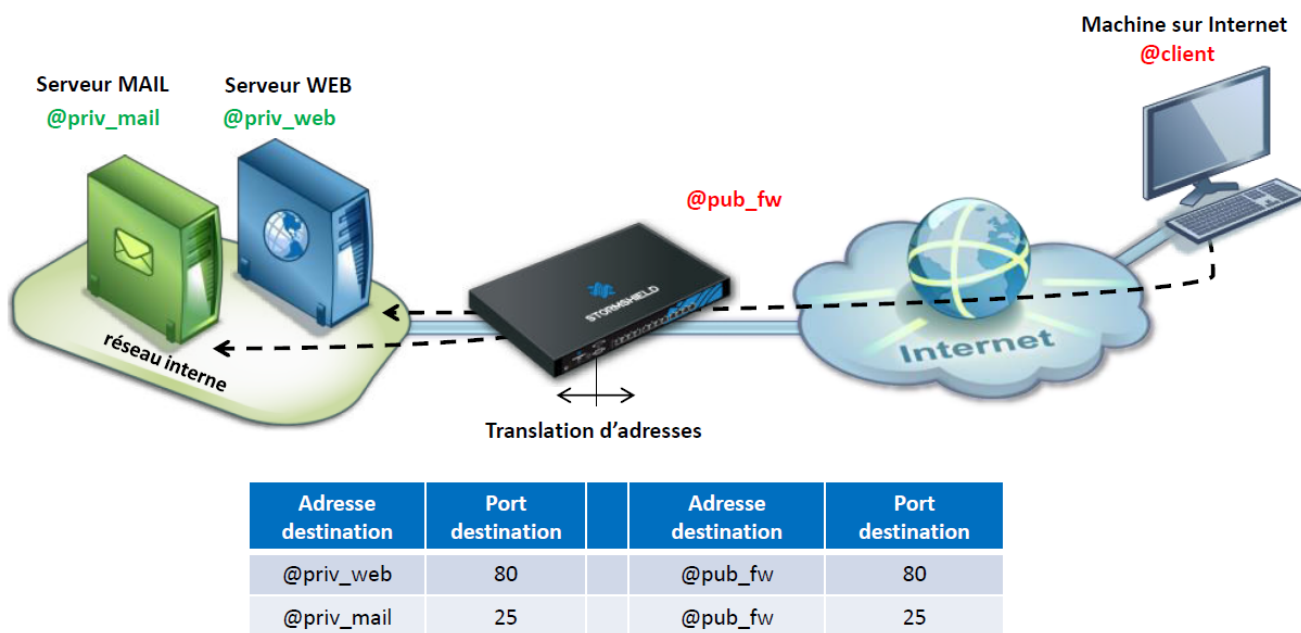 Machine sur Internet
@client
Serveur MAIL
@priv_mail
Serveur WEB
@priv_web
@pub_fw
STORMSHIELD
réseau interne
Internet
Translation d'adresses
Adresse destination Port destination Adresse destination Port destination
@priv_web 80 @pub_fw 80
@priv_mail 25 @pub_fw 25